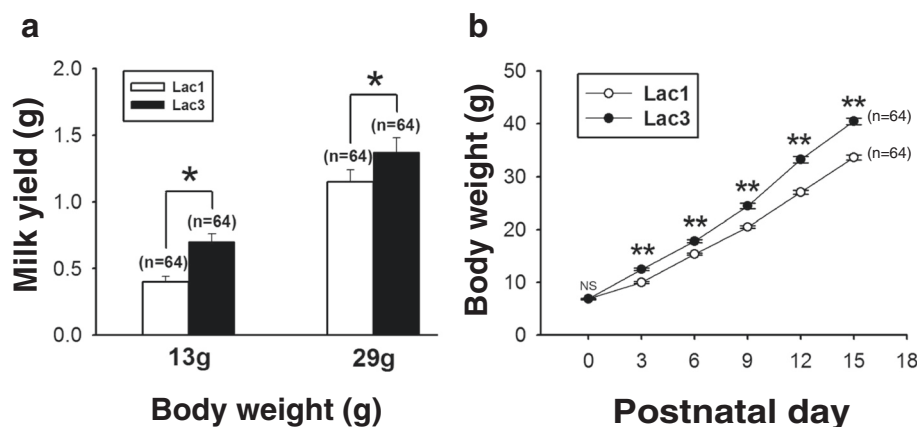 a
Milk yield (g)
2.0
1.5
1.0
0.5
0.0
Lac1
Lac3
*
(n=64)
(n=64)
*
(n=64)
(n=64)
13g
29g
Body weight (g)
b
Body weight (g)
50
40
30
20
10
0
Lac1
Lac3
NS
**
**
**
**
**
(n=64)
(n=64)
0 3 6 9 12 15 18
Postnatal day